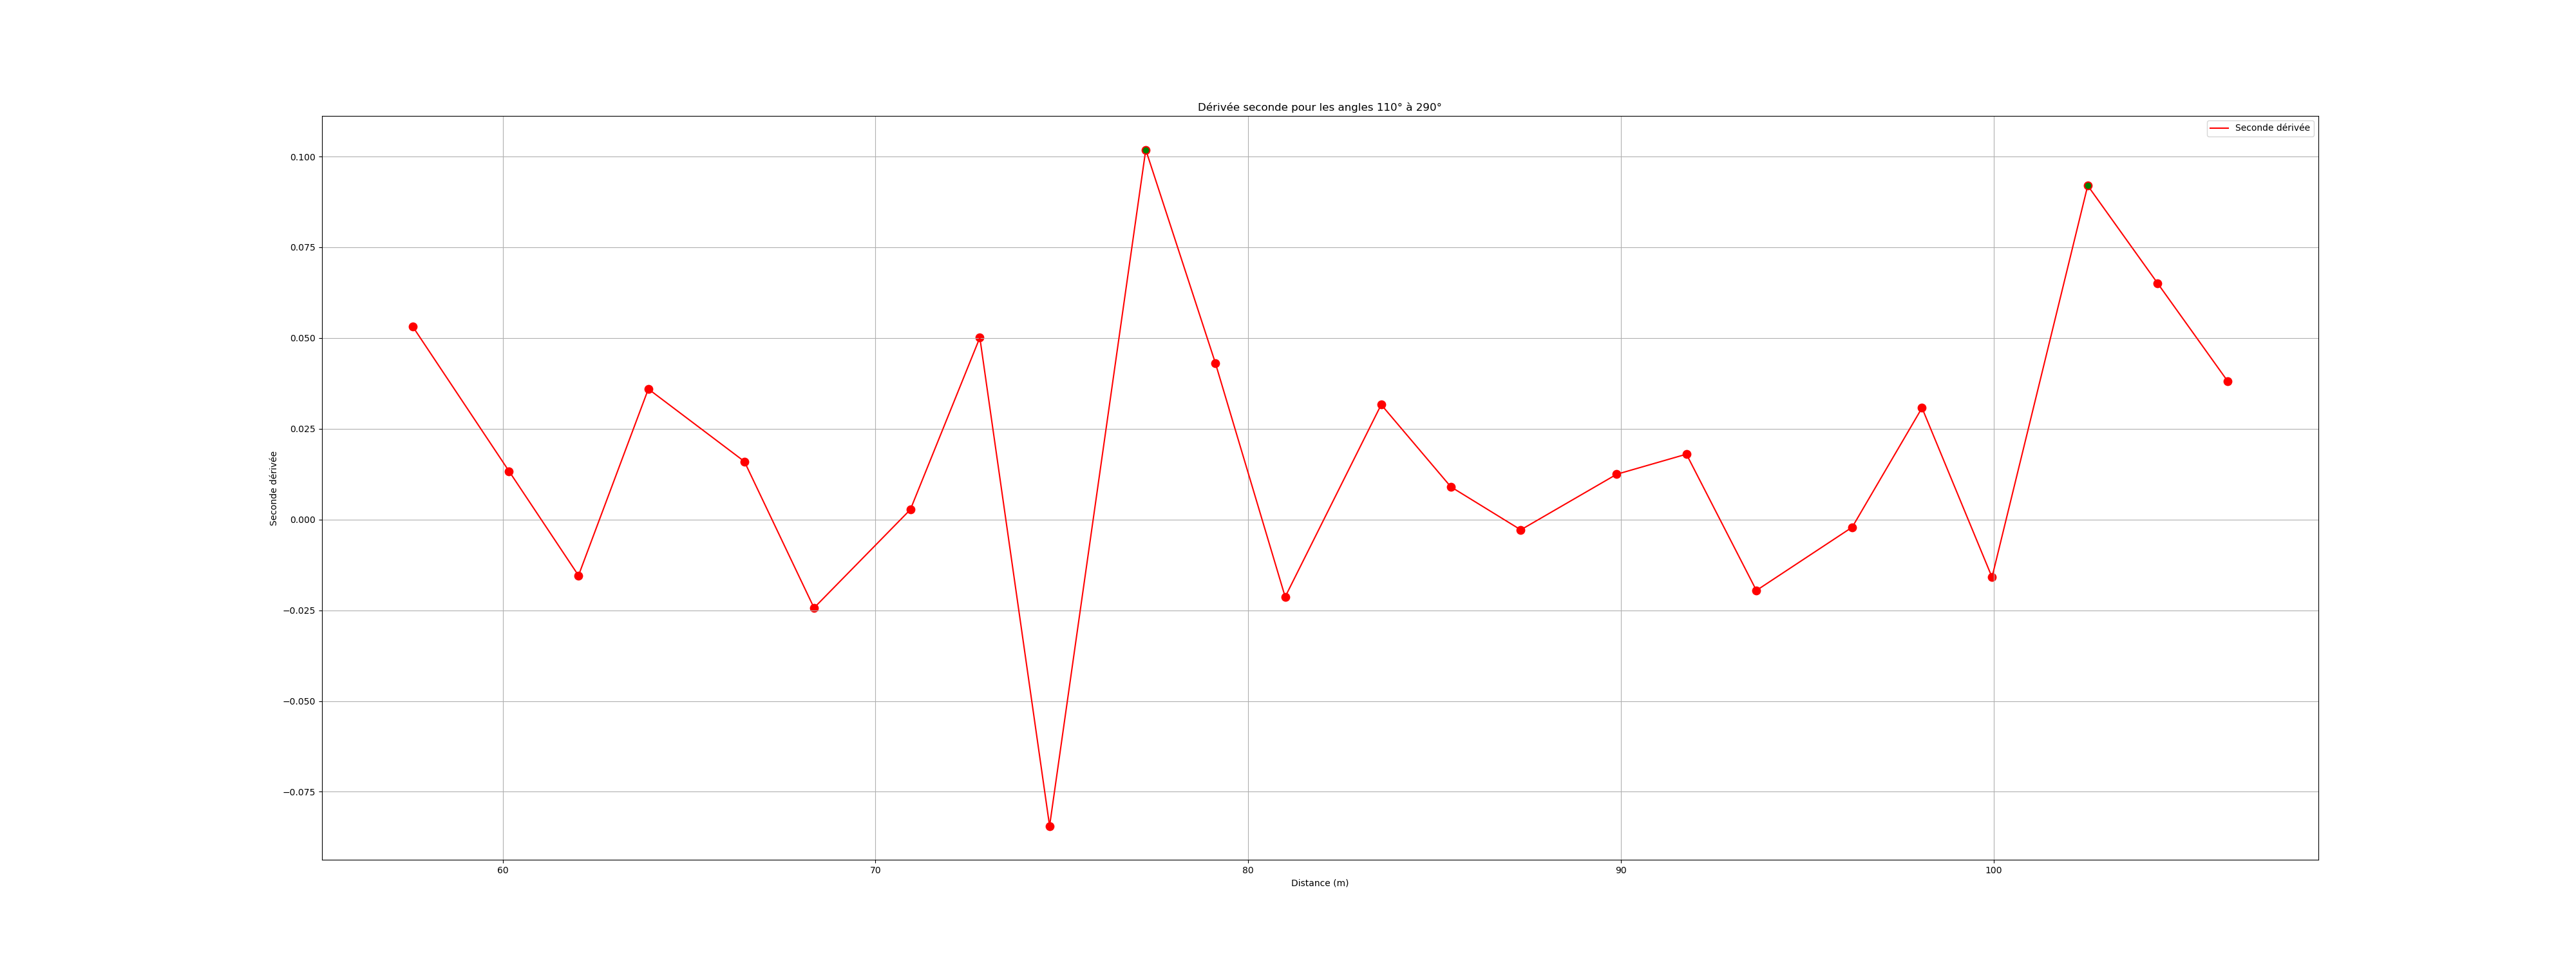 Dérivée seconde pour les angles 110° à 290°
Seconde dérivée
0.100
0.075
0.050
0.025
0.000
−0.025
−0.050
−0.075
Seconde dérivée
60 70 80 90 100
Distance (m)